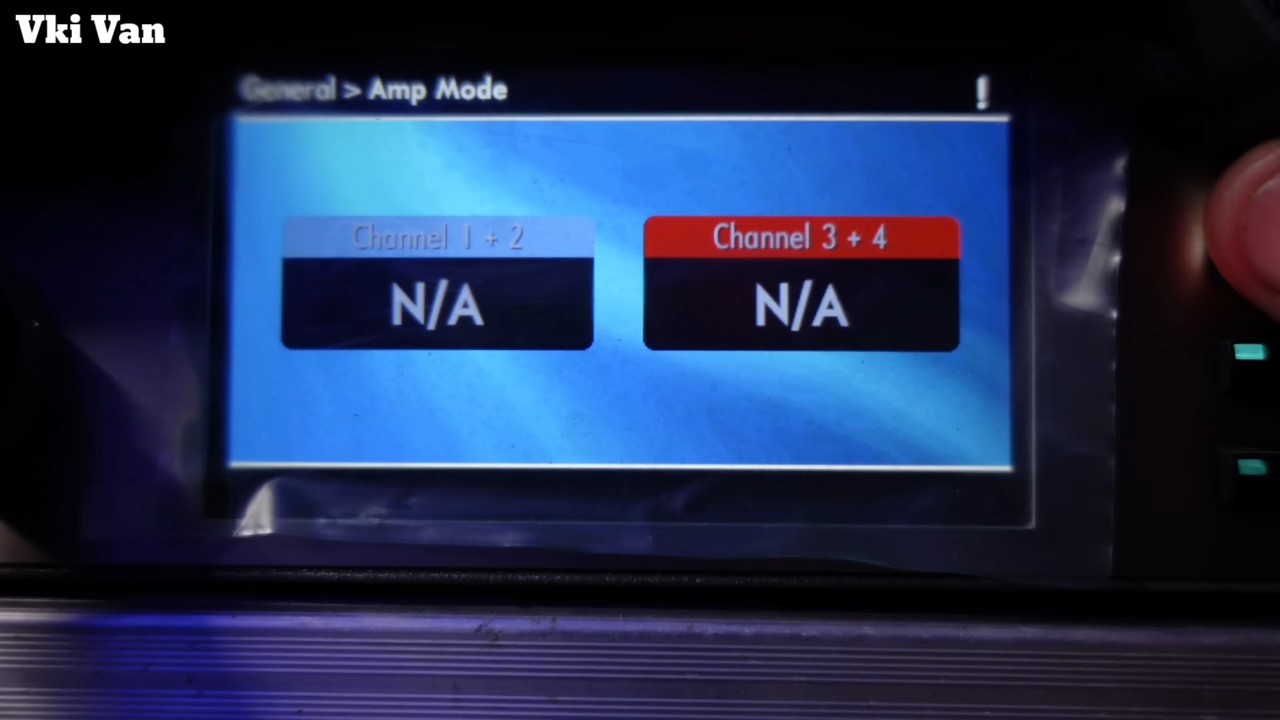 Vki Van
General > Amp Mode !
Channel 1 + 2
Channel 3 + 4
N/A
N/A